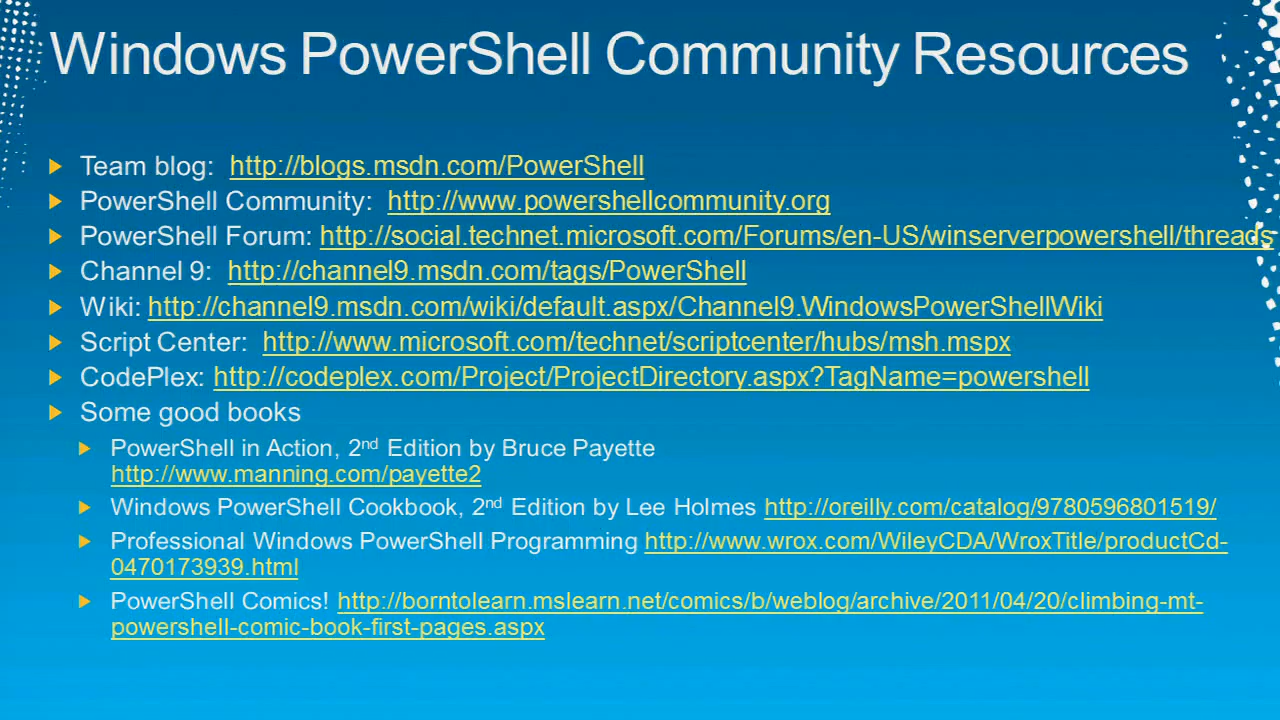 Windows PowerShell Community Resources
Team blog: http://blogs.msdn.com/PowerShell
PowerShell Community: http://www.powershellcommunity.org
PowerShell Forum: http://social.technet.microsoft.com/Forums/en-US/winserverpowershell/threads
Channel 9: http://channel9.msdn.com/tags/PowerShell
Wiki: http://channel9.msdn.com/wiki/default.aspx/Channel9.WindowsPowerShellWiki
Script Center: http://www.microsoft.com/technet/scriptcenter/hubs/msh.mspx
CodePlex: http://codeplex.com/Project/ProjectDirectory.aspx?TagName=powershell
Some good books
PowerShell in Action, 2nd Edition by Bruce Payette
http://www.manning.com/payette2
Windows PowerShell Cookbook, 2nd Edition by Lee Holmes http://oreilly.com/catalog/9780596801519/
Professional Windows PowerShell Programming http://www.wrox.com/WileyCDA/WroxTitle/productCd-
0470173939.html
PowerShell Comics! http://borntolearn.mslearn.net/comics/b/weblog/archive/2011/04/20/climbing-mt-
powershell-comic-book-first-pages.aspx